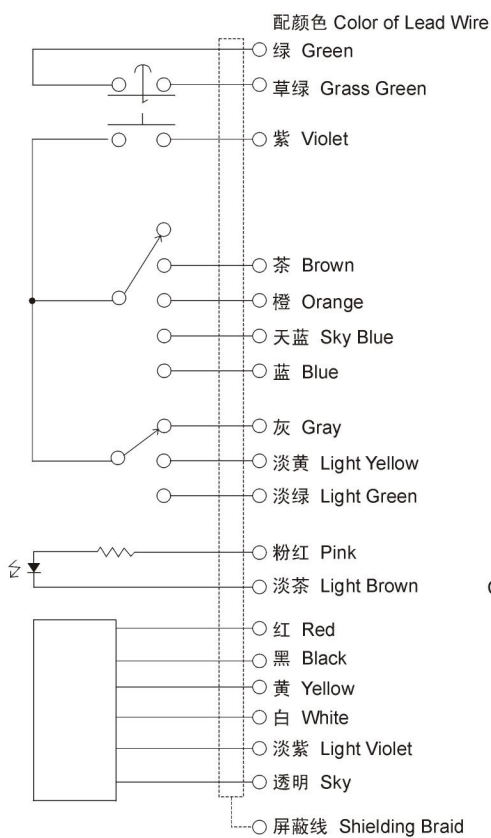 配颜色 Color of Lead Wire
绿 Green
草绿 Grass Green
紫 Violet
茶 Brown
橙 Orange
天蓝 Sky Blue
蓝 Blue
灰 Gray
淡黄 Light Yellow
淡绿 Light Green
粉红 Pink
淡茶 Light Brown
红 Red
黑 Black
黄 Yellow
白 White
淡紫 Light Violet
透明 Sky
屏蔽线 Shielding Braid